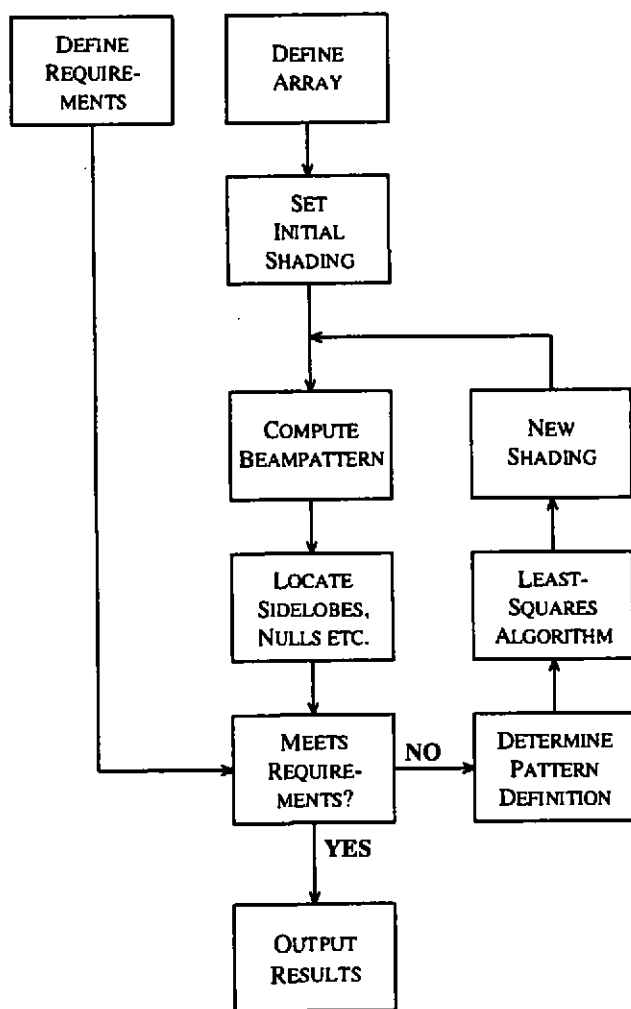 DEFINE
REQUIRE-
MENTS
DEFINE
ARRAY
SET
INITIAL
SHADING
COMPUTE
BEAMPATTERN
NEW
SHADING
LOCATE
SIDELOBES,
NULLS ETC.
LEAST-
SQUARES
ALGORITHM
MEETS
REQUIRE-
MENTS?
NO
DETERMINE
PATTERN
DEFINITION
YES
OUTPUT
RESULTS